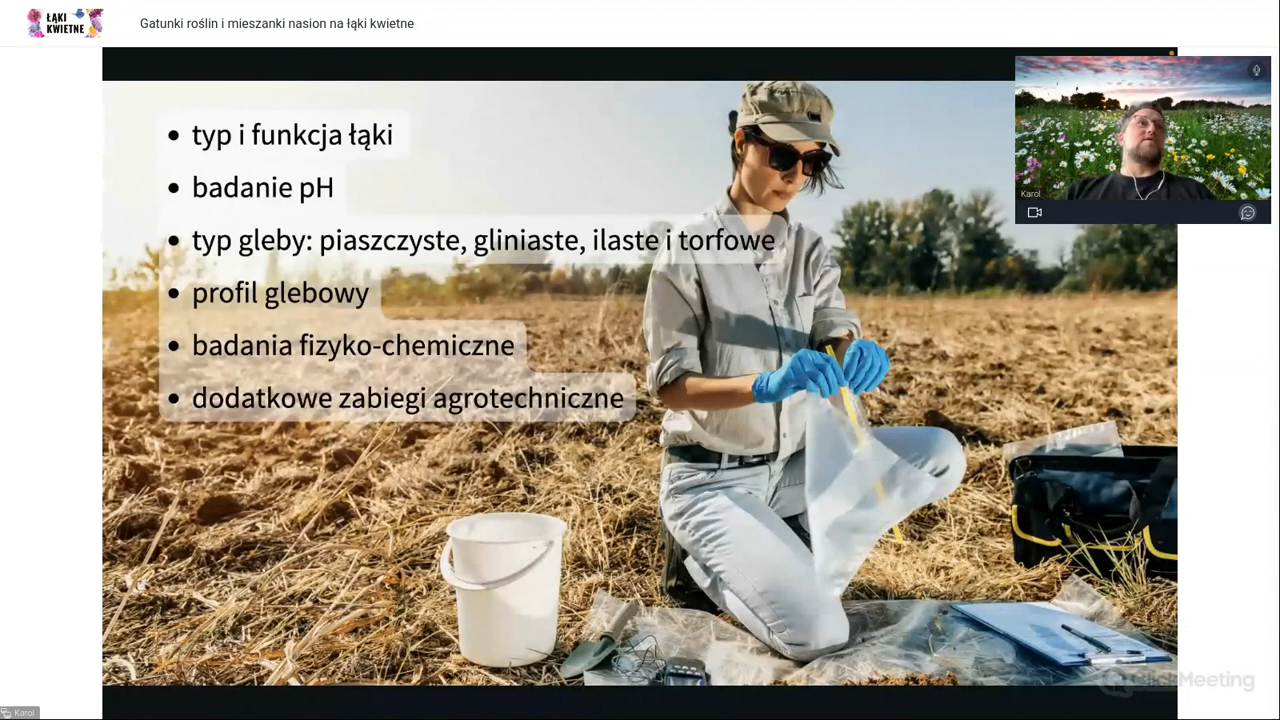 ŁĄKI
KWIETNE
Gatunki roślin i mieszanki nasion na łąki kwietne
• typ i funkcja łąki
• badanie pH
• typ gleby: piaszczyste, gliniaste, ilaste i torfowe
• profil glebowy
• badania fizyko-chemiczne
• dodatkowe zabiegi agrotechniczne
Karol
ClickMeeting
Karol